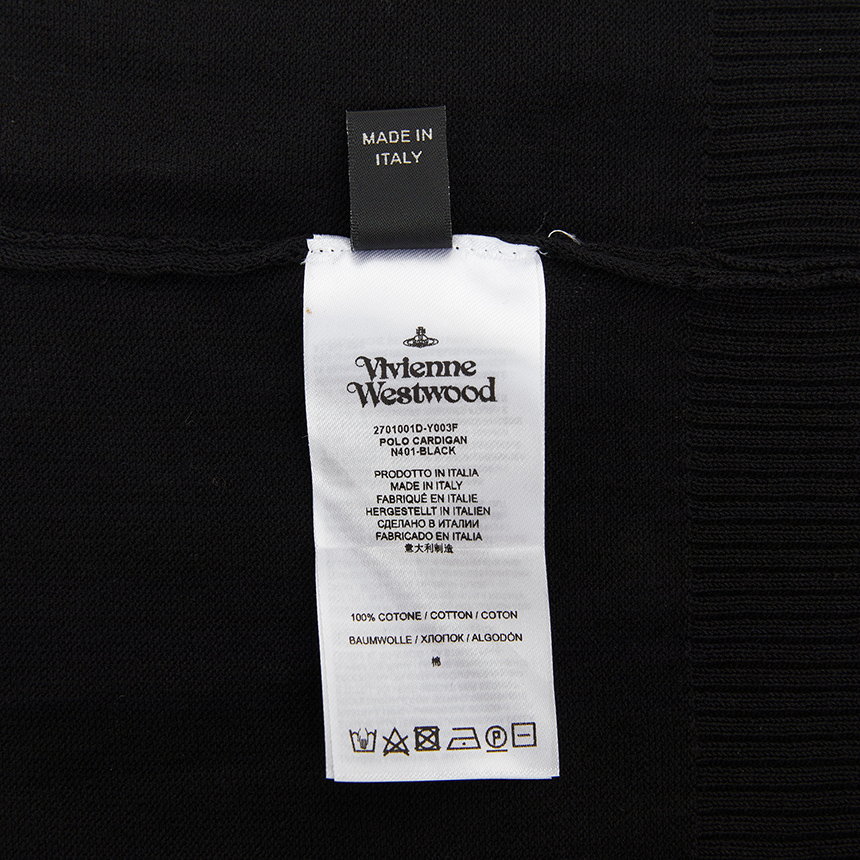 MADE IN
ITALY
Vivienne
Westwood
2701001D-Y003F
POLO CARDIGAN
N401-BLACK
PRODOTTO IN ITALIA
MADE IN ITALY
FABRIQUÉ EN ITALIE
HERGESTELLT IN ITALIEN
СДЕЛАНО В ИТАЛИИ
FABRICADO EN ITALIA
意大利制造
100% COTONE / COTTON / COTON
BAUMWOLLE / ХЛОПОК / ALGODÓN
棉
P